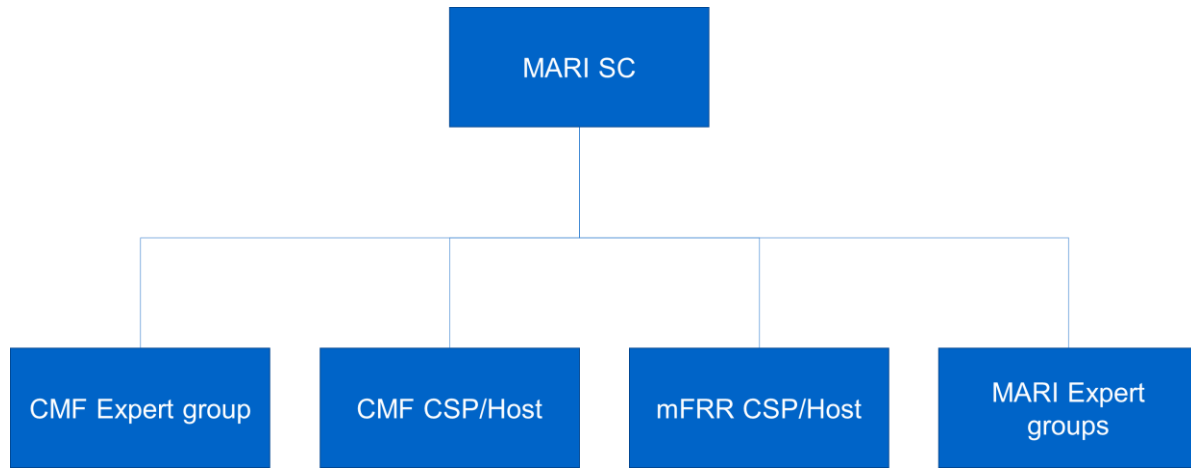 MARI SC
CMF Expert group
CMF CSP/Host
mFRR CSP/Host
MARI Expert
groups